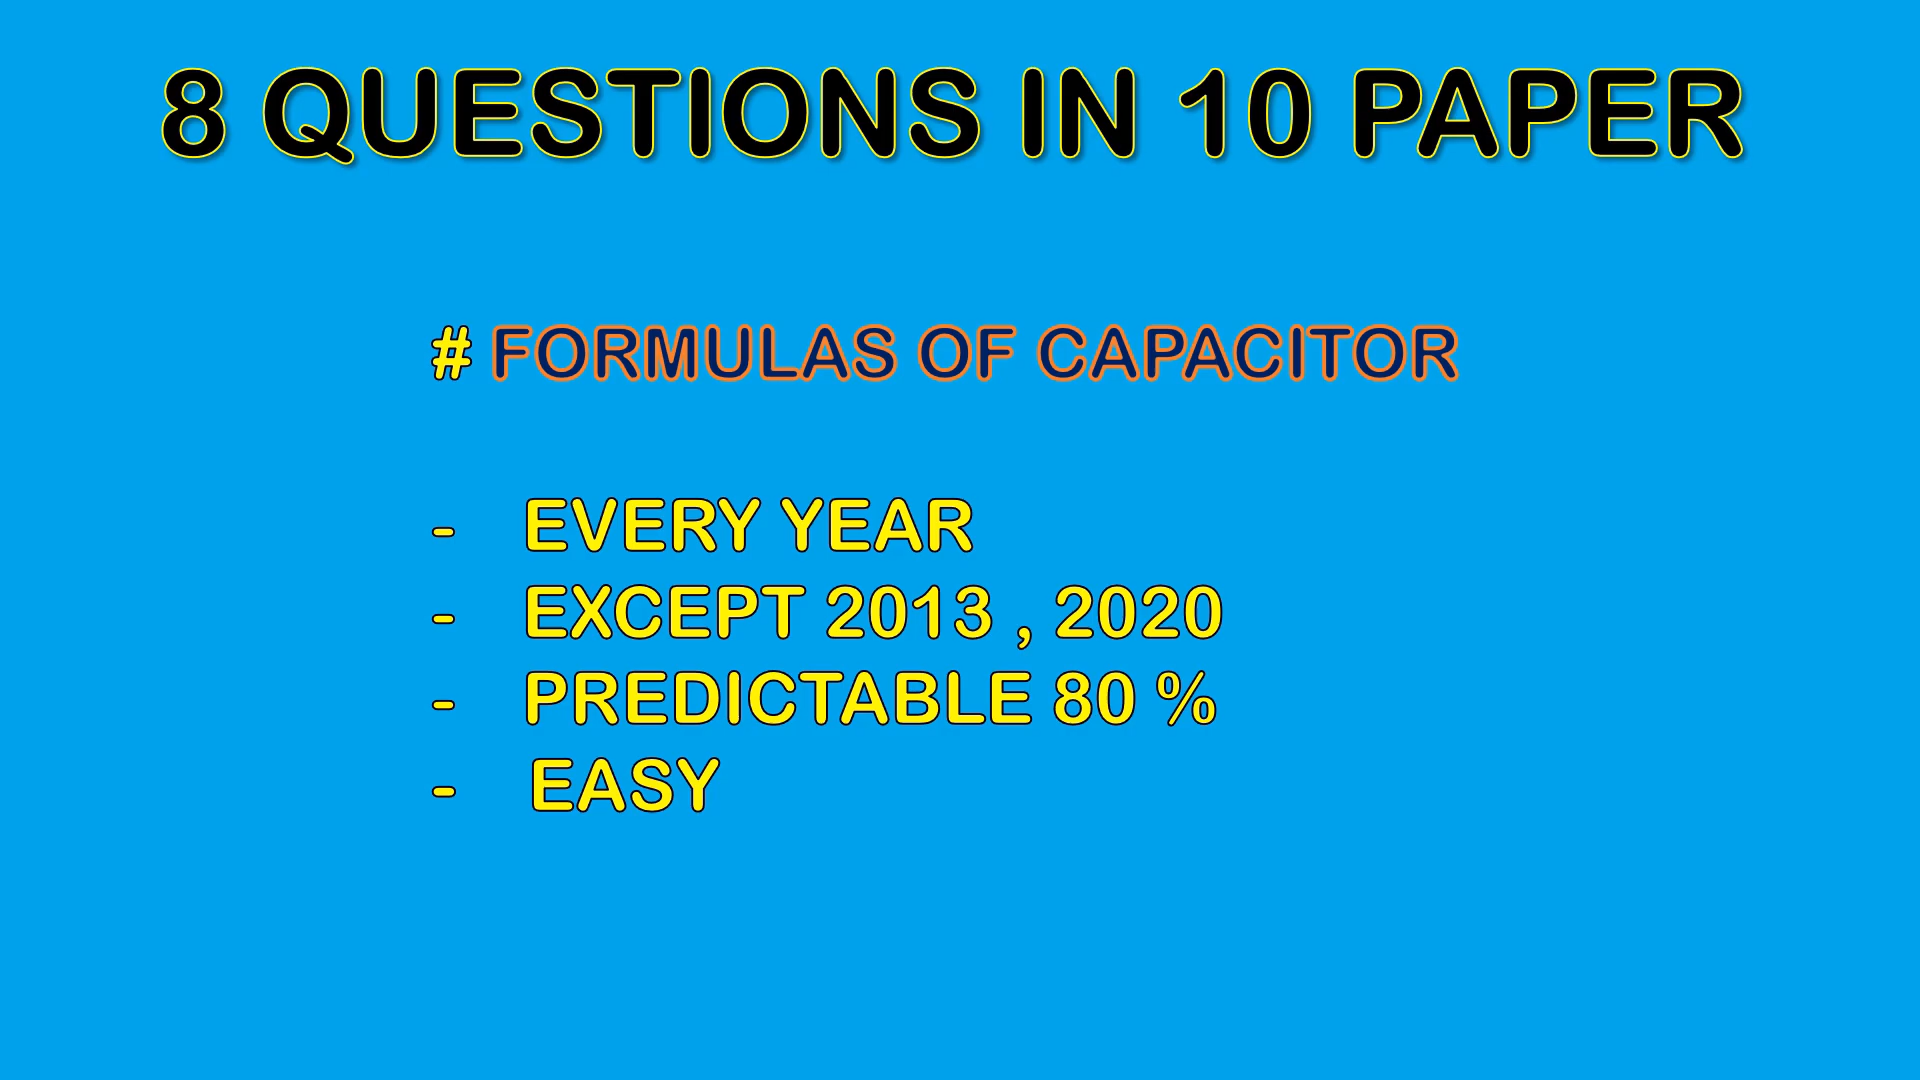 8 QUESTIONS IN 10 PAPER
# FORMULAS OF CAPACITOR
- EVERY YEAR
- EXCEPT 2013 , 2020
- PREDICTABLE 80 %
- EASY